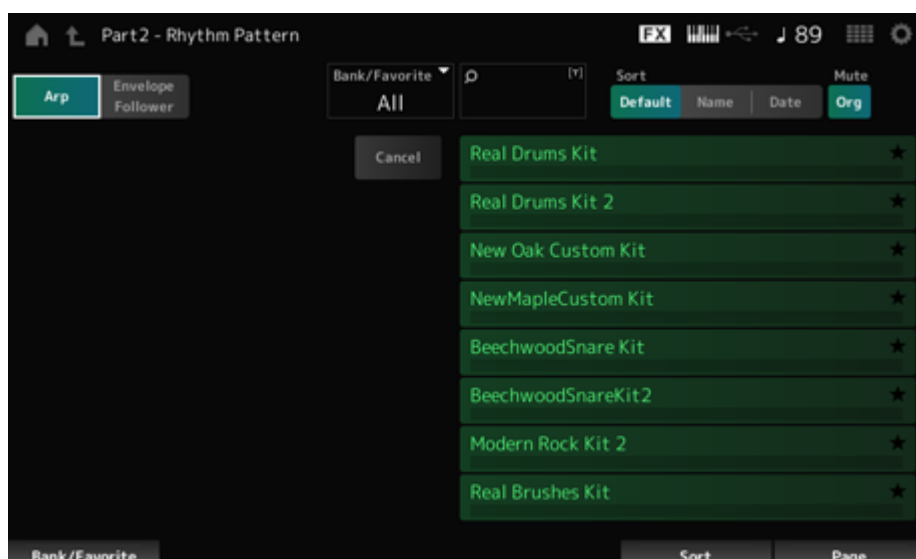 Part2 - Rhythm Pattern
FX
89
Arp
Envelope
Follower
Bank/Favorite
All
[Y]
Sort
Default Name Date
Mute
Org
Cancel
Real Drums Kit
Real Drums Kit 2
New Oak Custom Kit
NewMapleCustom Kit
BeechwoodSnare Kit
BeechwoodSnareKit2
Modern Rock Kit 2
Real Brushes Kit
Bank/Favorite
Sort
Page